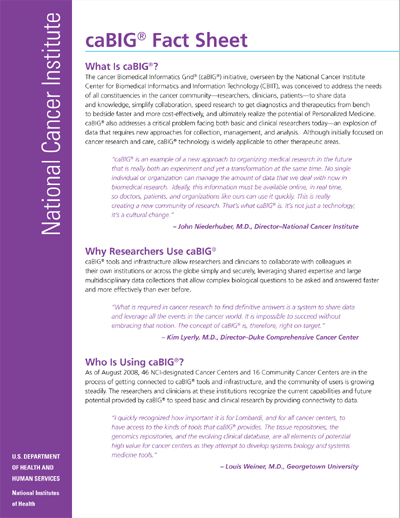 National Cancer Institute
caBIG® Fact Sheet
What Is caBIG®?
The cancer Biomedical Informatics Grid® (caBIG®) initiative, overseen by the National Cancer Institute
Center for Biomedical Informatics and Information Technology (CBIIT), was conceived to address the needs
of all constituencies in the cancer community—researchers, clinicians, patients—to share data
and knowledge, simplify collaboration, speed research to get diagnostics and therapeutics from bench
to bedside faster and more cost-effectively, and ultimately realize the potential of Personalized Medicine.
caBIG® also addresses a critical problem facing both basic and clinical researchers today—an explosion of
data that requires new approaches for collection, management, and analysis. Although initially focused on
cancer research and care, caBIG® technology is widely applicable to other therapeutic areas.
"caBIG® is an example of a new approach to organizing medical research in the future
that is really both an experiment and yet a transformation at the same time. No single
individual or organization can manage the amount of data that we deal with now in
biomedical research. Ideally, this information must be available online, in real time,
so doctors, patients, and organizations like ours can use it quickly. This is really
creating a new community of research. That's what caBIG® is. It's not just a technology;
it's a cultural change."
– John Niederhuber, M.D., Director–National Cancer Institute
Why Researchers Use caBIG®
caBIG® tools and infrastructure allow researchers and clinicians to collaborate with colleagues in
their own institutions or across the globe simply and securely, leveraging shared expertise and large
multidisciplinary data collections that allow complex biological questions to be asked and answered faster
and more effectively than ever before.
"What is required in cancer research to find definitive answers is a system to share data
and leverage all the events in the cancer world. It is impossible to succeed without
embracing that notion. The concept of caBIG® is, therefore, right on target."
– Kim Lyerly, M.D., Director–Duke Comprehensive Cancer Center
Who Is Using caBIG®?
As of August 2008, 46 NCI-designated Cancer Centers and 16 Community Cancer Centers are in the
process of getting connected to caBIG® tools and infrastructure, and the community of users is growing
steadily. The researchers and clinicians at these institutions recognize the current capabilities and future
potential provided by caBIG® to speed basic and clinical research by providing connectivity to data.
"I quickly recognized how important it is for Lombardi, and for all cancer centers, to
have access to the kinds of tools that caBIG® provides. The tissue repositories, the
genomics repositories, and the evolving clinical database, are all elements of potential
high value for cancer centers as they attempt to develop systems biology and systems
medicine tools."
– Louis Weiner, M.D., Georgetown University
U.S. DEPARTMENT
OF HEALTH AND
HUMAN SERVICES
National Institutes
of Health